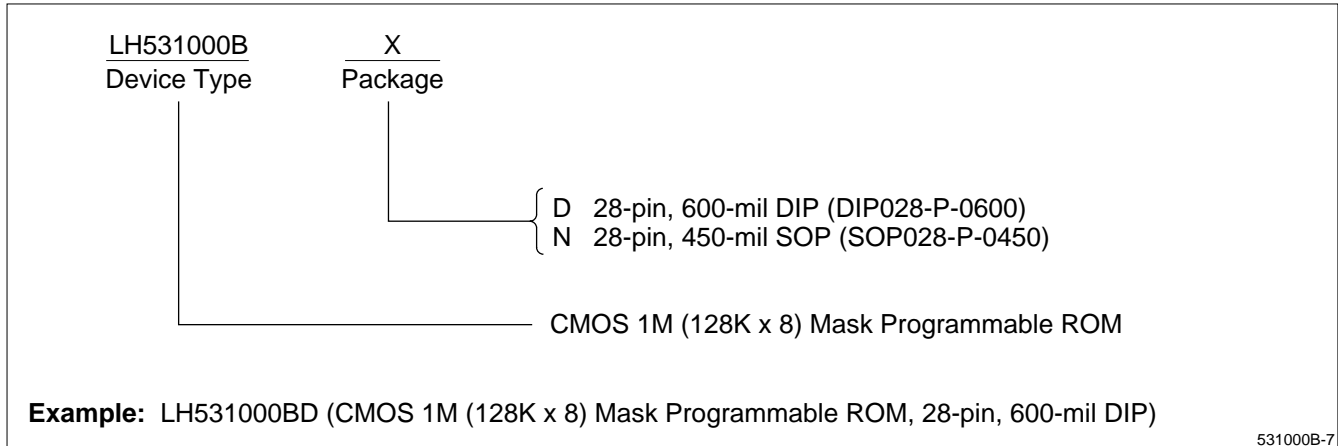 LH531000B X
Device Type Package
D 28-pin, 600-mil DIP (DIP028-P-0600)
N 28-pin, 450-mil SOP (SOP028-P-0450)
CMOS 1M (128K x 8) Mask Programmable ROM
Example: LH531000BD (CMOS 1M (128K x 8) Mask Programmable ROM, 28-pin, 600-mil DIP)
531000B-7